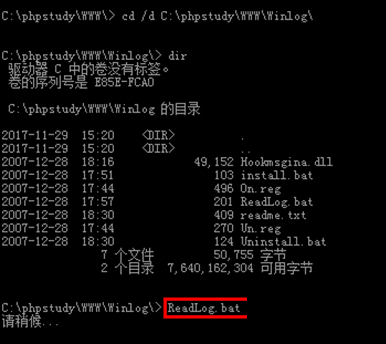 C:\phpstudy\WWW\> cd /d C:\phpstudy\WWW\Winlog\
C:\phpstudy\WWW\Winlog\> dir
驱动器 C 中的卷没有标签。
卷的序列号是 E85E-FCA0
C:\phpstudy\WWW\Winlog 的目录
2017-11-29 15:20 <DIR> .
2017-11-29 15:20 <DIR> ..
2007-12-28 18:16 49,152 Hookmsgina.dll
2007-12-28 17:51 103 install.bat
2007-12-28 17:44 496 On.reg
2007-12-28 17:57 201 ReadLog.bat
2007-12-28 18:30 409 readme.txt
2007-12-28 17:44 270 Un.reg
2007-12-28 18:30 124 Uninstall.bat
7 个文件 50,755 字节
2 个目录 7,640,162,304 可用字节
C:\phpstudy\WWW\Winlog\> ReadLog.bat
请稍候...